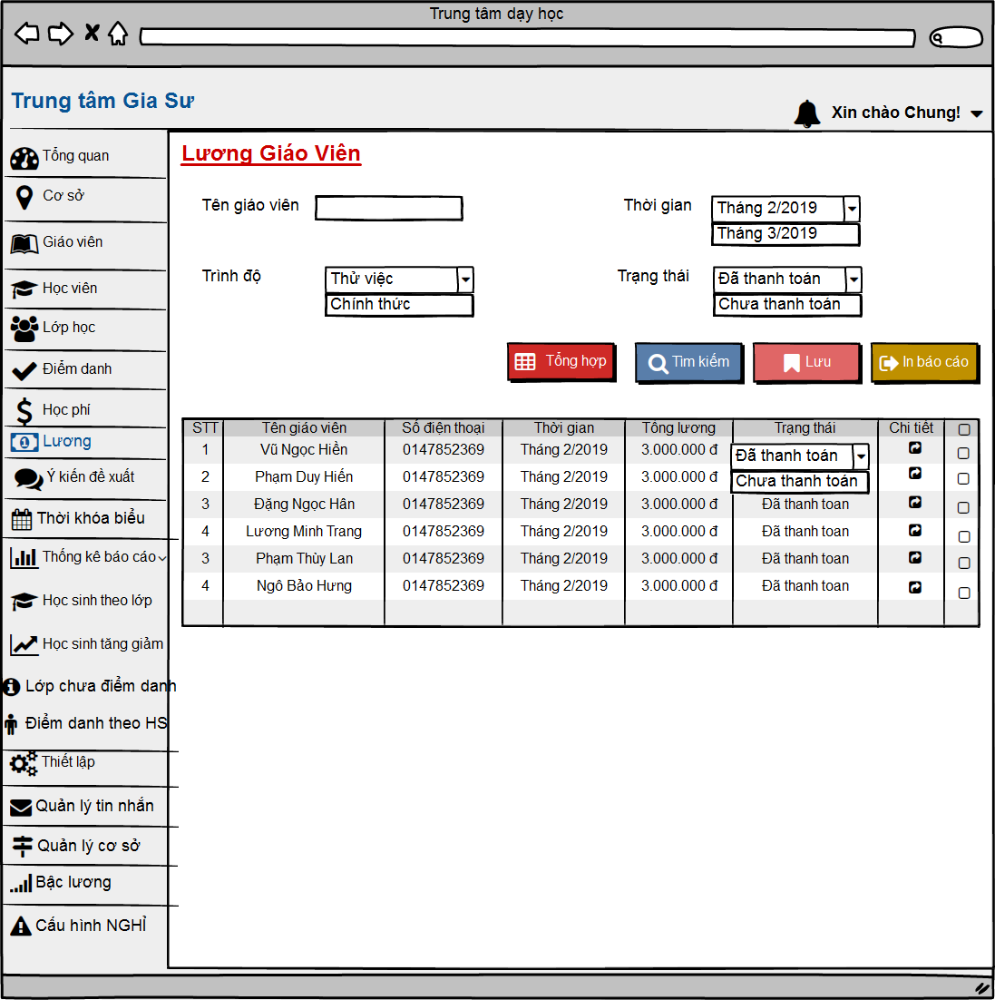 Trung tâm dạy học
Trung tâm Gia Sư
Xin chào Chung!
Tổng quan
Cơ sở
Giáo viên
Học viên
Lớp học
Điểm danh
Học phí
Lương
Ý kiến đề xuất
Thời khóa biểu
Thống kê báo cáo
Học sinh theo lớp
Học sinh tăng giảm
Lớp chưa điểm danh
Điểm danh theo HS
Thiết lập
Quản lý tin nhắn
Quản lý cơ sở
Bậc lương
Cấu hình NGHỈ
Lương Giáo Viên
Tên giáo viên
Thời gian Tháng 2/2019
Tháng 3/2019
Trình độ Thử việc
Chính thức
Trạng thái Đã thanh toán
Chưa thanh toán
Tổng hợp Tìm kiếm Lưu In báo cáo
STT Tên giáo viên Số điện thoại Thời gian Tổng lương Trạng thái Chi tiết
1 Vũ Ngọc Hiền 0147852369 Tháng 2/2019 3.000.000 đ Đã thanh toán
2 Phạm Duy Hiến 0147852369 Tháng 2/2019 3.000.000 đ Chưa thanh toán
3 Đặng Ngọc Hân 0147852369 Tháng 2/2019 3.000.000 đ Đã thanh toan
4 Lương Minh Trang 0147852369 Tháng 2/2019 3.000.000 đ Đã thanh toan
3 Phạm Thùy Lan 0147852369 Tháng 2/2019 3.000.000 đ Đã thanh toan
4 Ngô Bảo Hưng 0147852369 Tháng 2/2019 3.000.000 đ Đã thanh toan